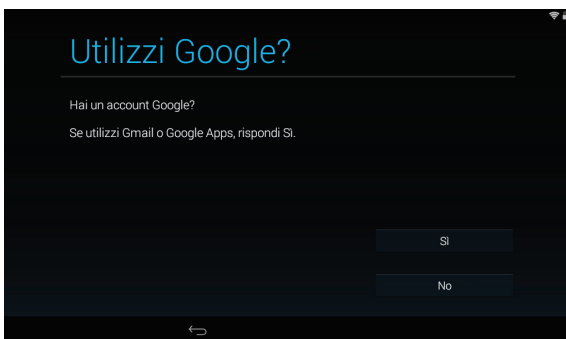 Utilizzi Google?
Hai un account Google?
Se utilizzi Gmail o Google Apps, rispondi Sì.
Sì
No